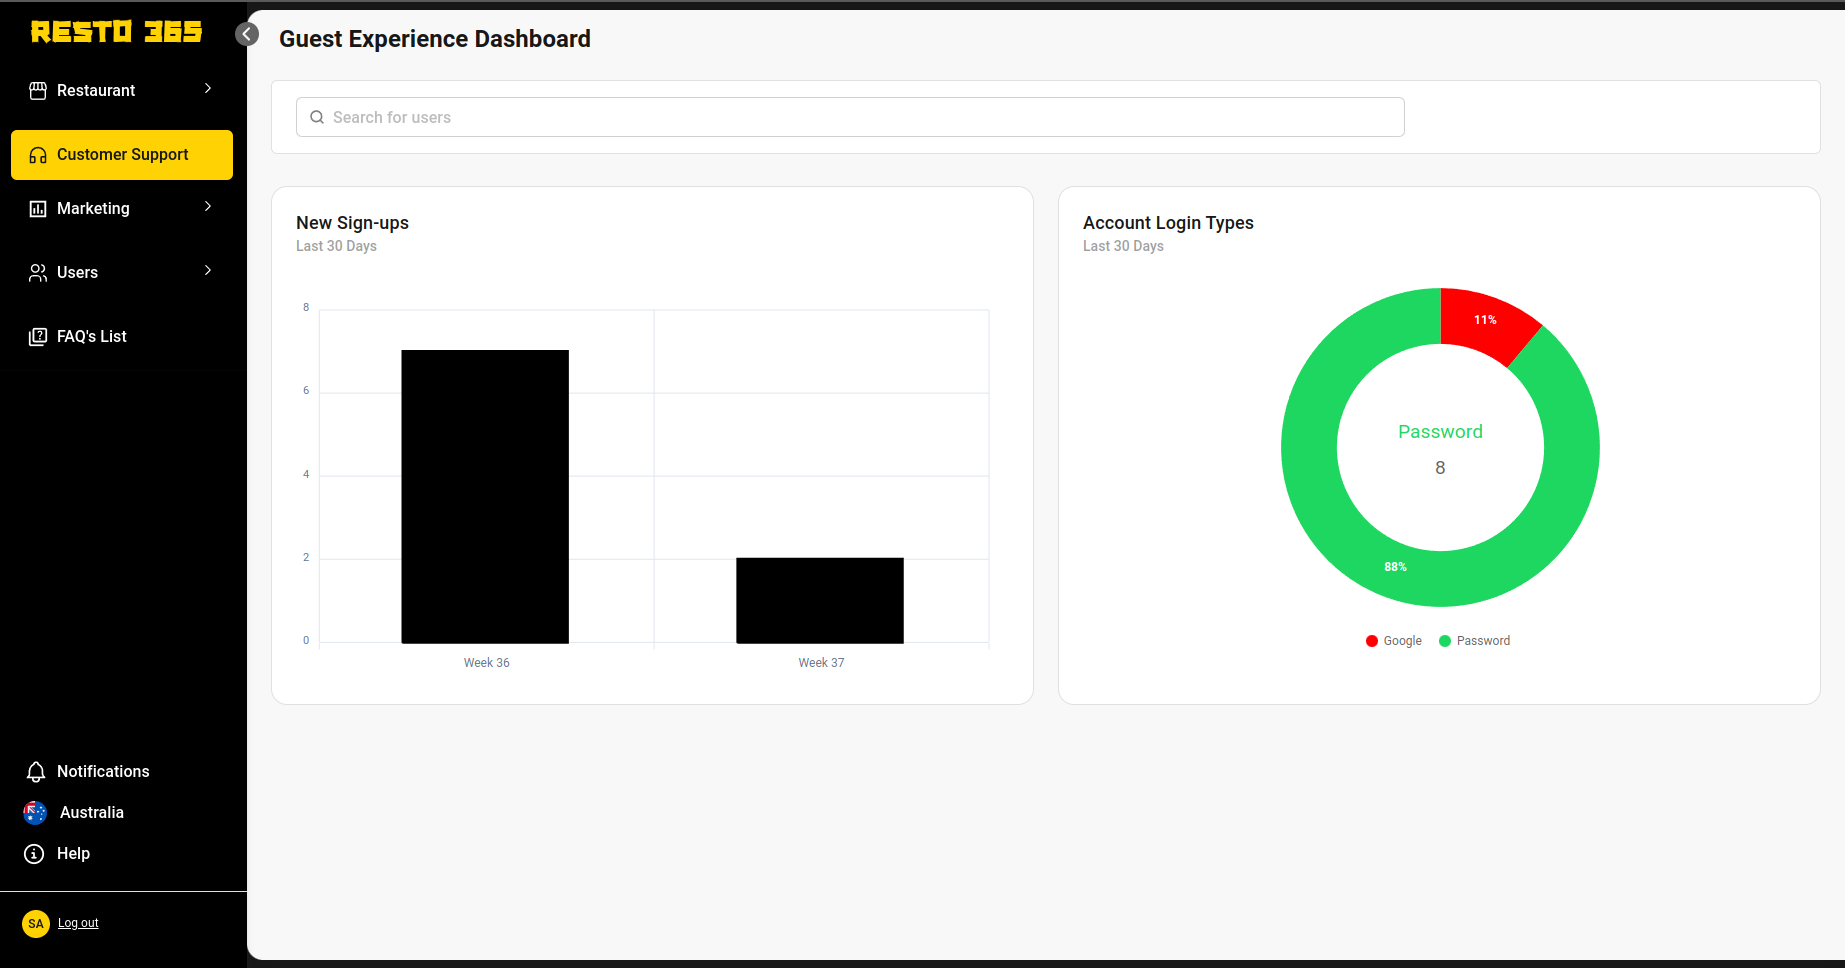 RESTO 365
Restaurant
Customer Support
Marketing
Users
FAQ's List
Notifications
Australia
Help
SA
Log out
Guest Experience Dashboard
Search for users
New Sign-ups
Last 30 Days
8
6
4
2
0
Week 36
Week 37
Account Login Types
Last 30 Days
11%
Password
8
88%
Google
Password